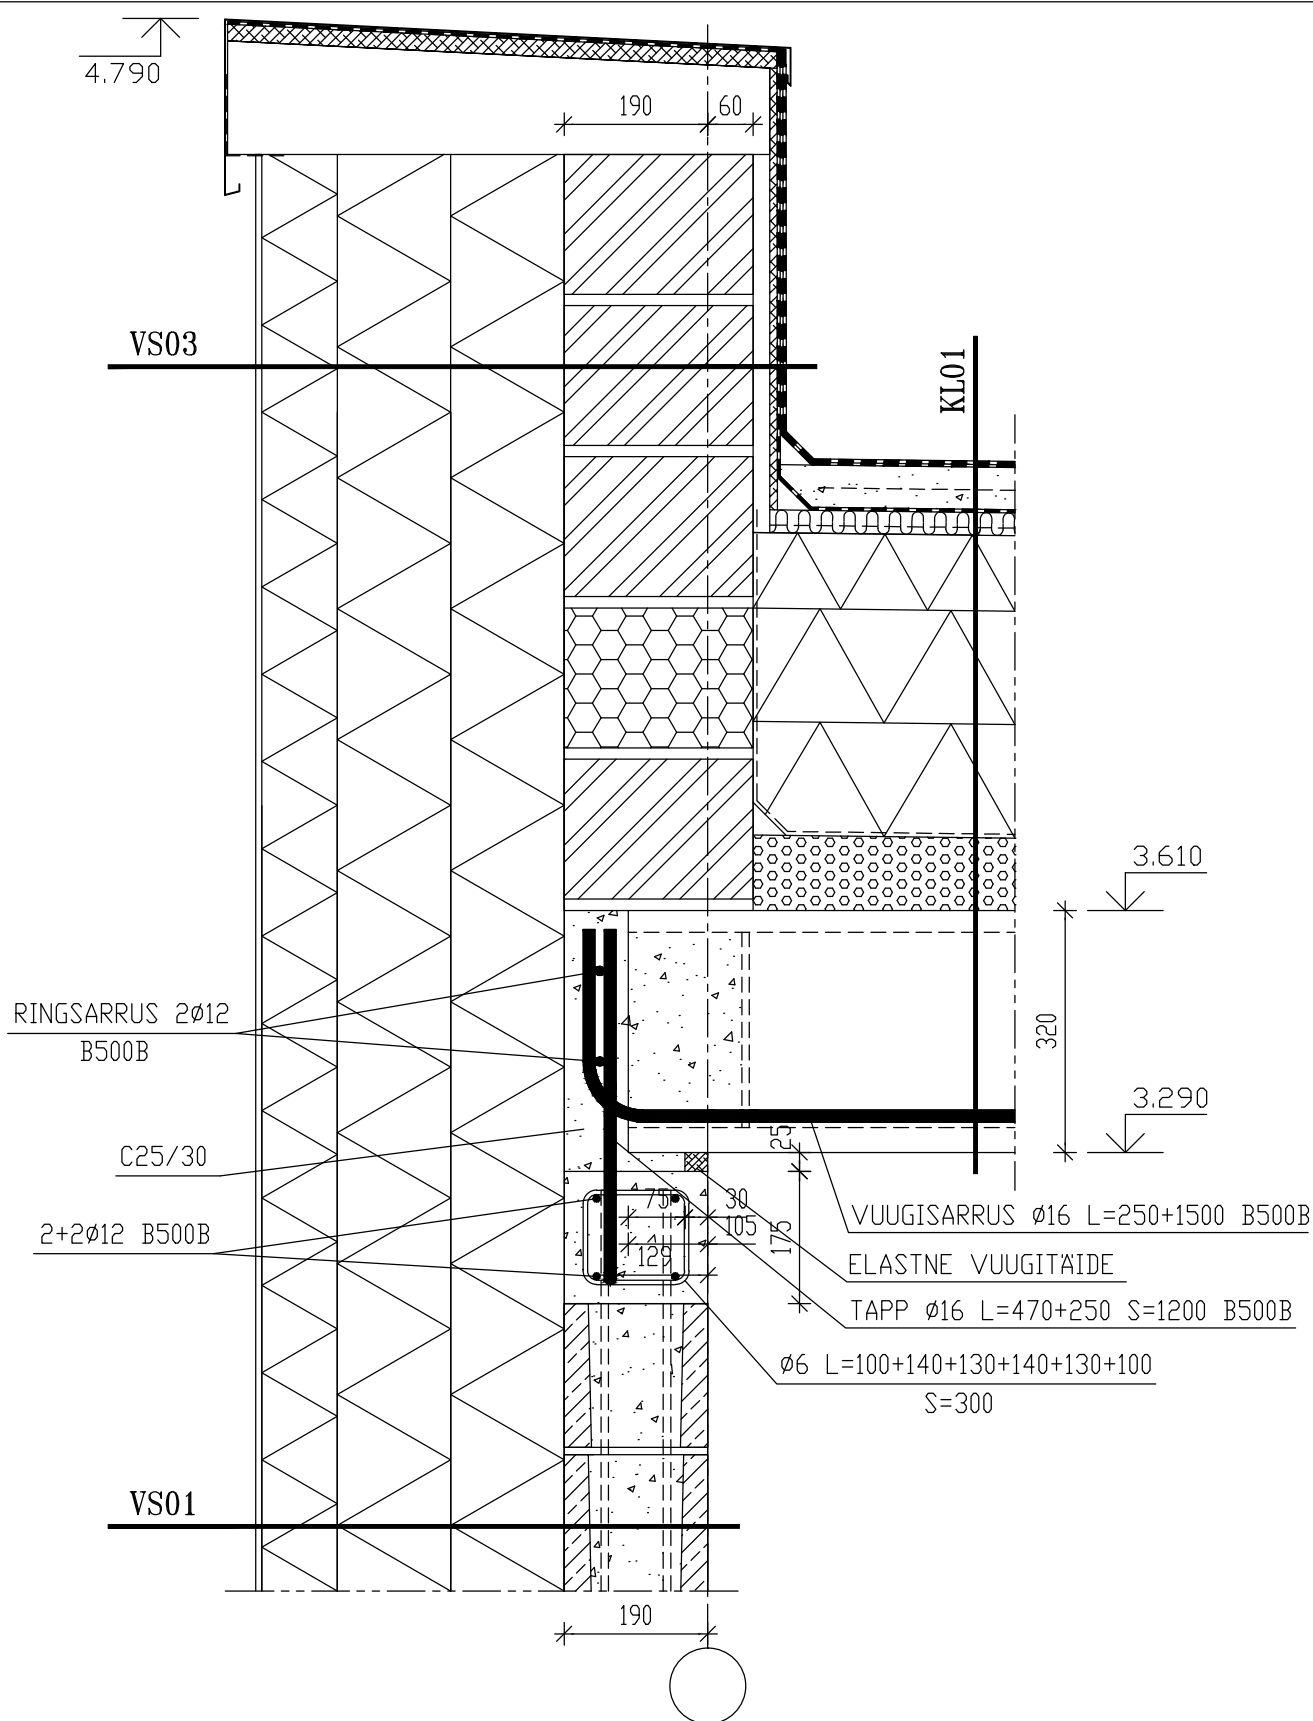 4.790
190
60
VS03
KL01
3.610
RINGSARRUS 2ø12
B500B
320
3.290
25
C25/30
75
30
VUUGISARRUS ø16 L=250+1500 B500B
105
175
2+2ø12 B500B
129
ELASTNE VUUGITÄIDE
TAPP ø16 L=470+250 S=1200 B500B
ø6 L=100+140+130+140+130+100
S=300
VS01
190